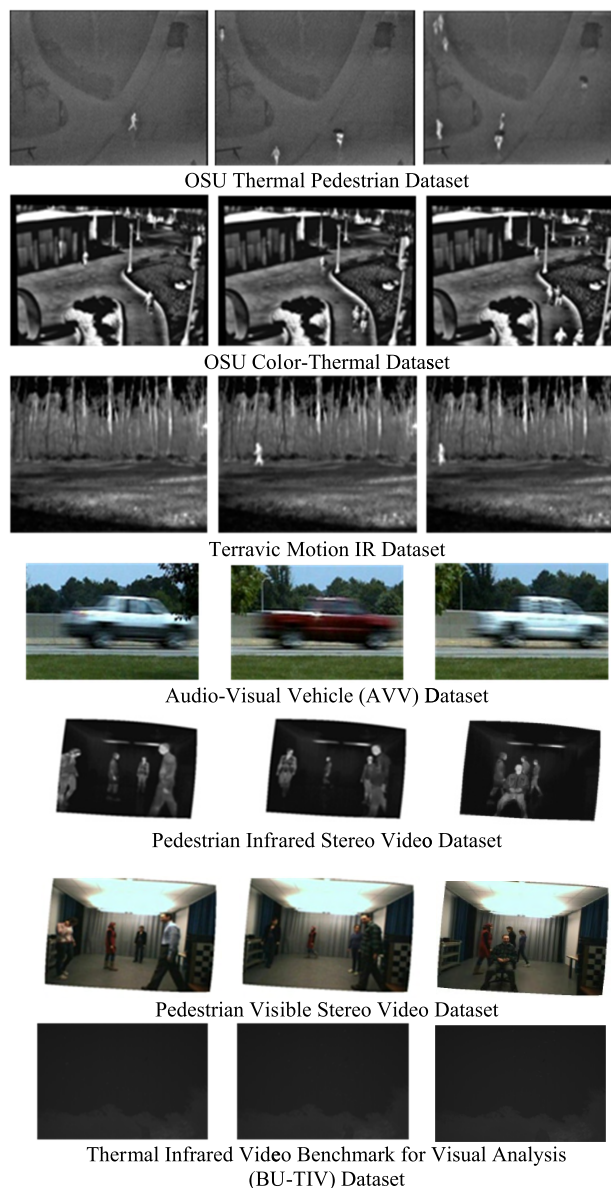 OSU Thermal Pedestrian Dataset
OSU Color-Thermal Dataset
Terravic Motion IR Dataset
Audio-Visual Vehicle (AVV) Dataset
Pedestrian Infrared Stereo Video Dataset
Pedestrian Visible Stereo Video Dataset
Thermal Infrared Video Benchmark for Visual Analysis
(BU-TIV) Dataset